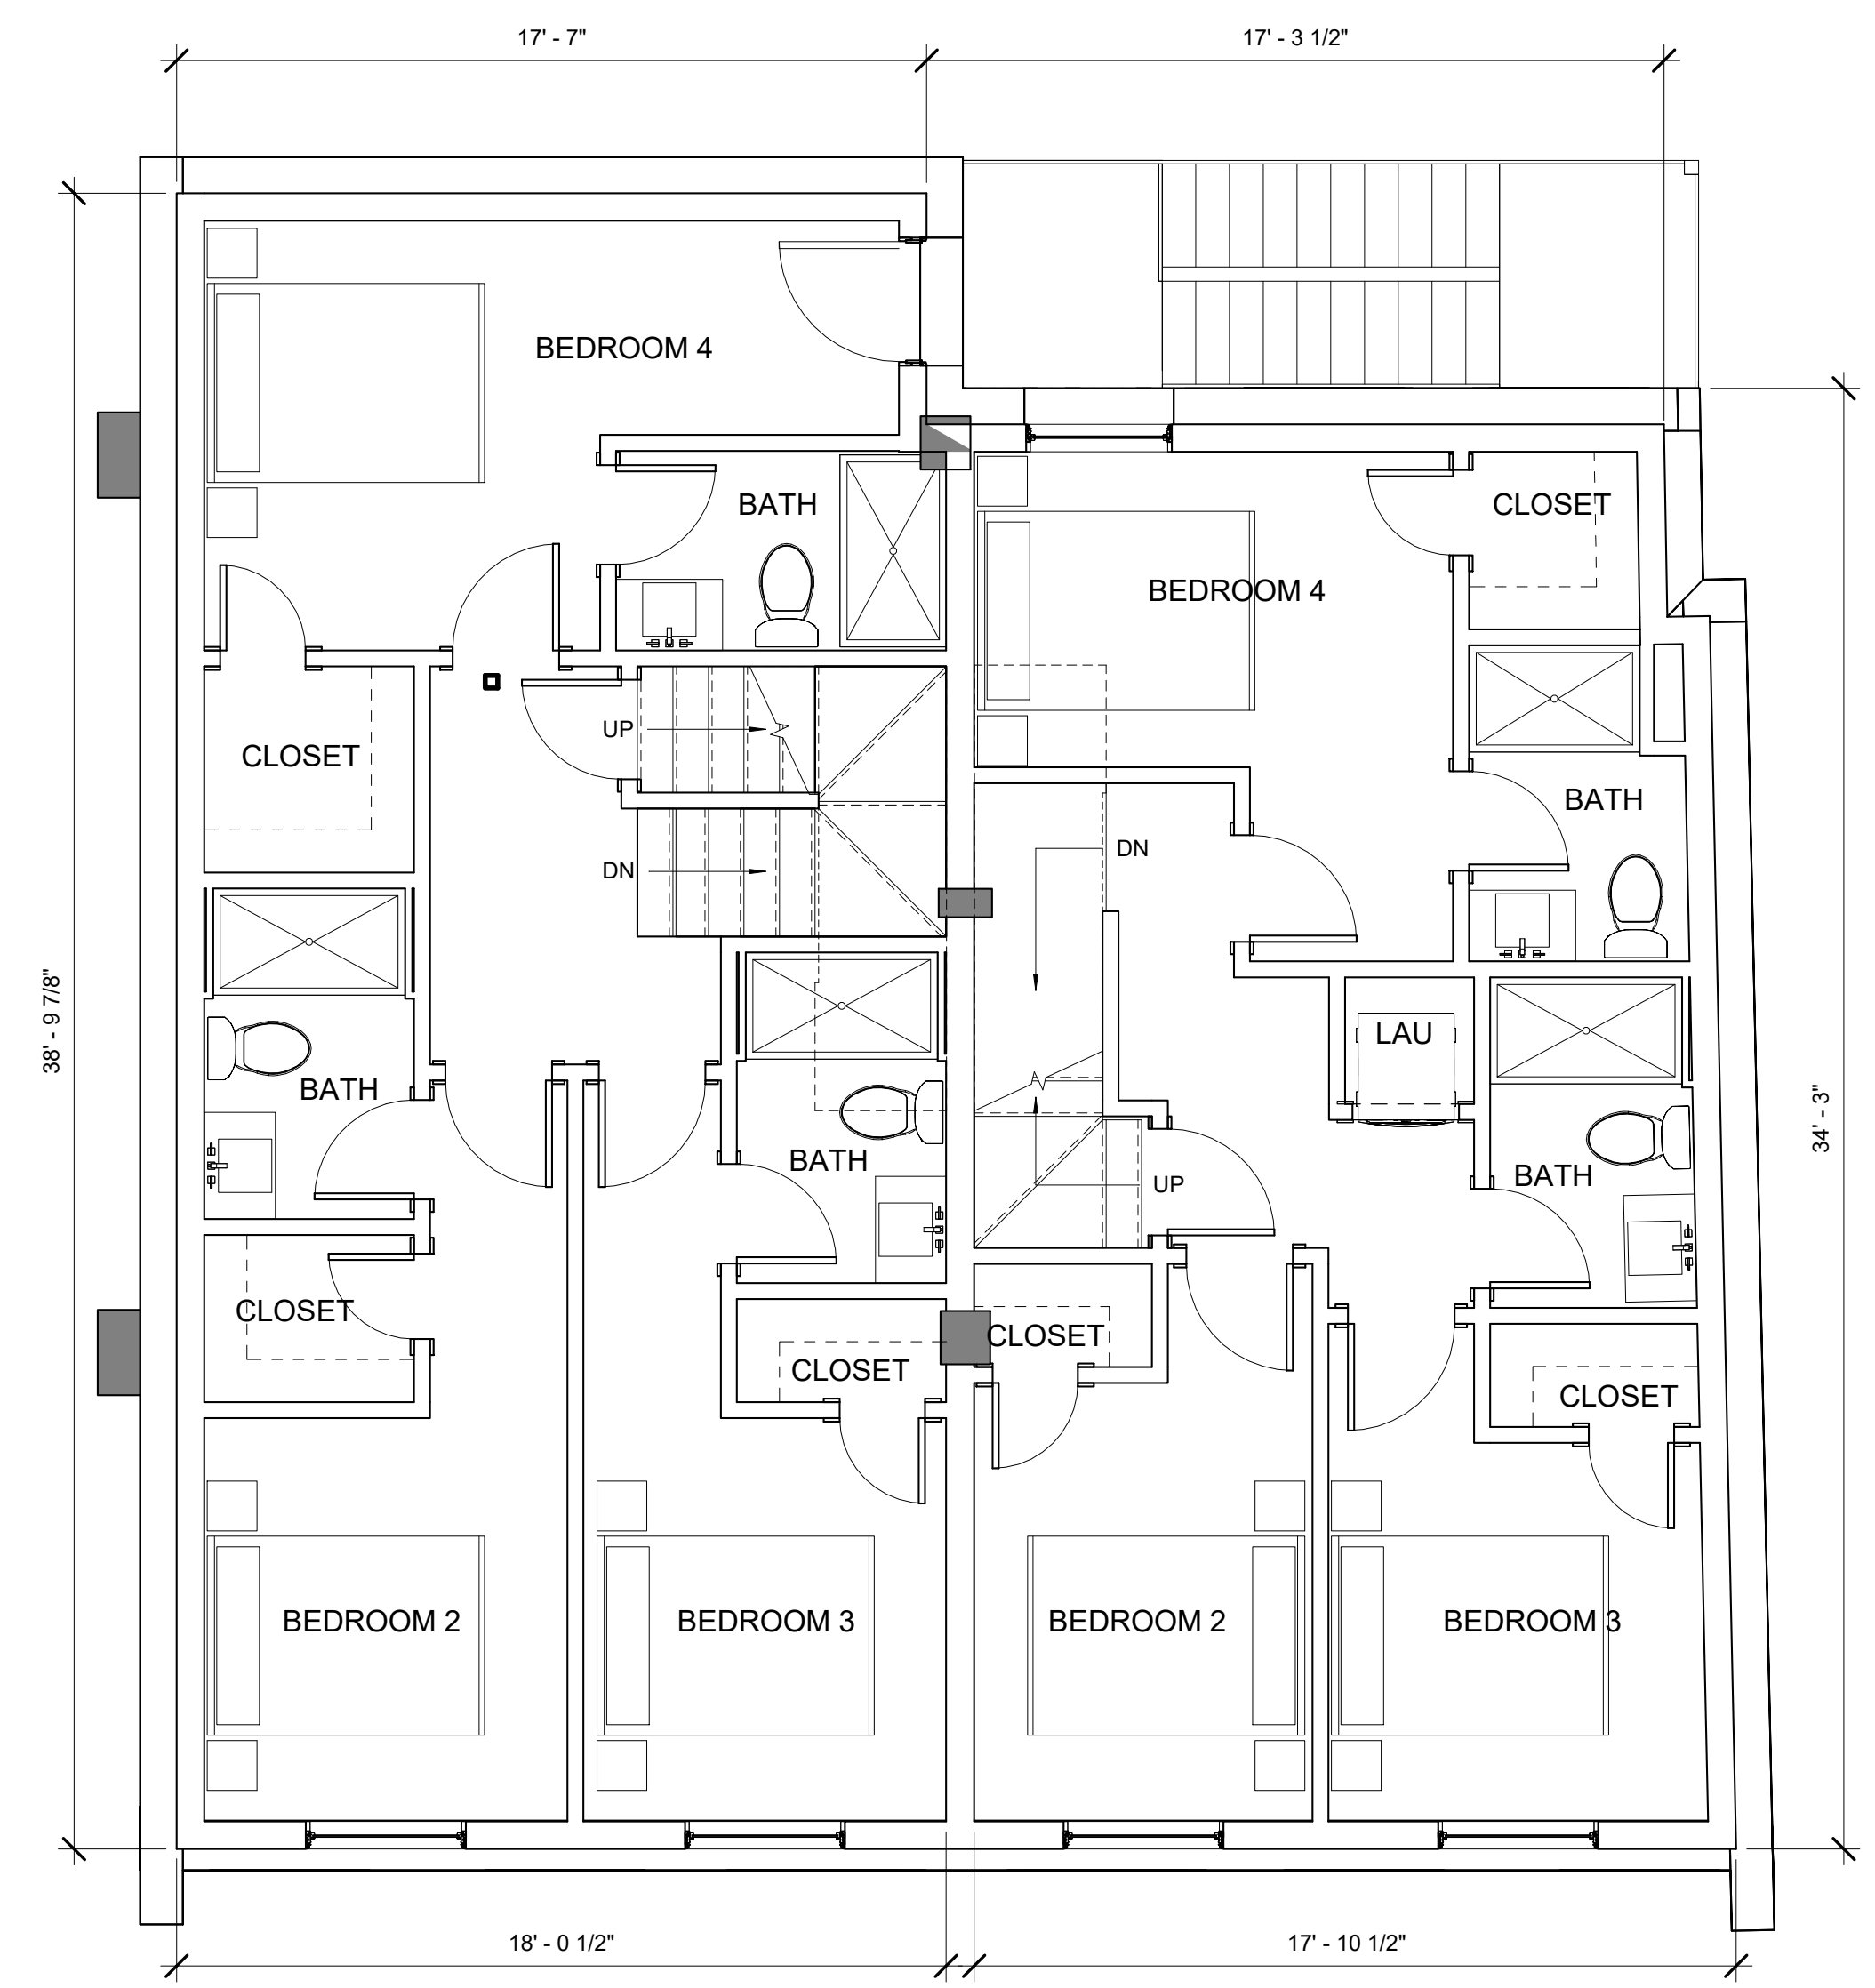 17' - 7"
17' - 3 1/2"
BEDROOM 4
BATH
CLOSET
BEDROOM 4
UP
CLOSET
BATH
DN
DN
38' - 9 7/8"
LAU
BATH
34' - 3"
BATH
BATH
UP
CLOSET
CLOSET
CLOSET
CLOSET
BEDROOM 2
BEDROOM 3
BEDROOM 2
BEDROOM 3
18' - 0 1/2"
17' - 10 1/2"